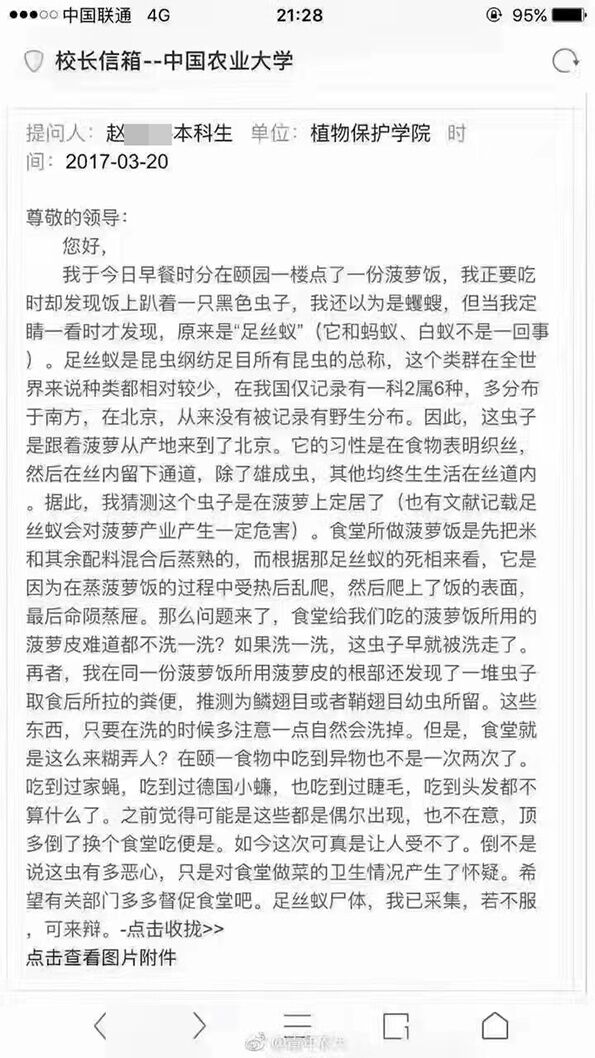 中国联通 4G 21:28 95%
校长信箱--中国农业大学
提问人：赵 本科生 单位：植物保护学院 时
间：2017-03-20
尊敬的领导：
您好，
我于今日早餐时分在颐园一楼点了一份菠萝饭，我正要吃
时却发现饭上趴着一只黑色虫子，我还以为是蠼螋，但当我定
睛一看时才发现，原来是“足丝蚁”（它和蚂蚁、白蚁不是一回事
）。足丝蚁是昆虫纲纺足目所有昆虫的总称，这个类群在全世
界来说种类都相对较少，在我国仅记录有一科2属6种，多分布
于南方，在北京，从来没有被记录有野生分布。因此，这虫子
是跟着菠萝从产地来到了北京。它的习性是在食物表明织丝，
然后在丝内留下通道，除了雄成虫，其他均终生生活在丝道内
。据此，我猜测这个虫子是在菠萝上定居了（也有文献记载足
丝蚁会对菠萝产业产生一定危害）。食堂所做菠萝饭是先把米
和其余配料混合后蒸熟的，而根据那足丝蚁的死相来看，它是
因为在蒸菠萝饭的过程中受热后乱爬，然后爬上了饭的表面，
最后命陨蒸屉。那么问题来了，食堂给我们吃的菠萝饭所用的
菠萝皮难道都不洗一洗？如果洗一洗，这虫子早就被洗走了。
再者，我在同一份菠萝饭所用菠萝皮的根部还发现了一堆虫子
取食后所拉的粪便，推测为鳞翅目或者鞘翅目幼虫所留。这些
东西，只要在洗的时候多注意一点自然会洗掉。但是，食堂就
是这么来糊弄人？在颐一食物中吃到异物也不是一次两次了。
吃到过家蝇，吃到过德国小蠊，也吃到过睫毛，吃到头发都不
算什么了。之前觉得可能是这些都是偶尔出现，也不在意，顶
多倒了换个食堂吃便是。如今这次可真是让人受不了。倒不是
说这虫有多恶心，只是对食堂做菜的卫生情况产生了怀疑。希
望有关部门多多督促食堂吧。足丝蚁尸体，我已采集，若不服
，可来辩。-点击收拢>>
点击查看图片附件